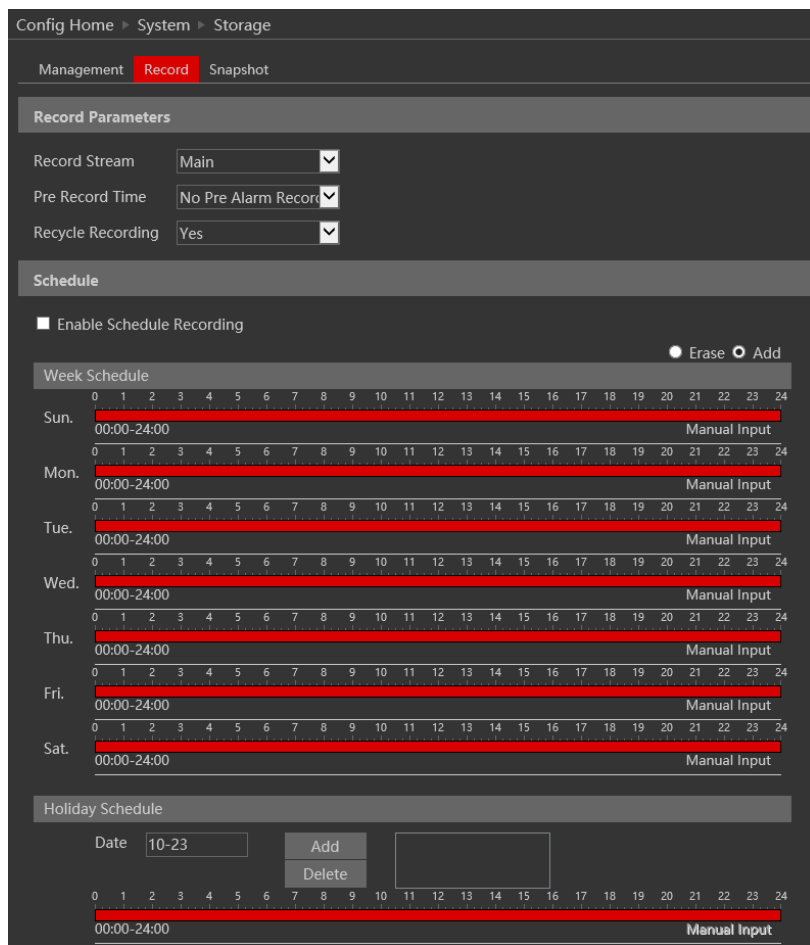 Config Home ▸ System ▸ Storage
Management Record Snapshot
Record Parameters
Record Stream Main
Pre Record Time No Pre Alarm Recor
Recycle Recording Yes
Schedule
Enable Schedule Recording
Erase Add
Week Schedule
0 1 2 3 4 5 6 7 8 9 10 11 12 13 14 15 16 17 18 19 20 21 22 23 24
Sun.
00:00-24:00 Manual Input
0 1 2 3 4 5 6 7 8 9 10 11 12 13 14 15 16 17 18 19 20 21 22 23 24
Mon.
00:00-24:00 Manual Input
0 1 2 3 4 5 6 7 8 9 10 11 12 13 14 15 16 17 18 19 20 21 22 23 24
Tue.
00:00-24:00 Manual Input
0 1 2 3 4 5 6 7 8 9 10 11 12 13 14 15 16 17 18 19 20 21 22 23 24
Wed.
00:00-24:00 Manual Input
0 1 2 3 4 5 6 7 8 9 10 11 12 13 14 15 16 17 18 19 20 21 22 23 24
Thu.
00:00-24:00 Manual Input
0 1 2 3 4 5 6 7 8 9 10 11 12 13 14 15 16 17 18 19 20 21 22 23 24
Fri.
00:00-24:00 Manual Input
0 1 2 3 4 5 6 7 8 9 10 11 12 13 14 15 16 17 18 19 20 21 22 23 24
Sat.
00:00-24:00 Manual Input
Holiday Schedule
Date 10-23 Add
Delete
0 1 2 3 4 5 6 7 8 9 10 11 12 13 14 15 16 17 18 19 20 21 22 23 24
00:00-24:00 Manual Input